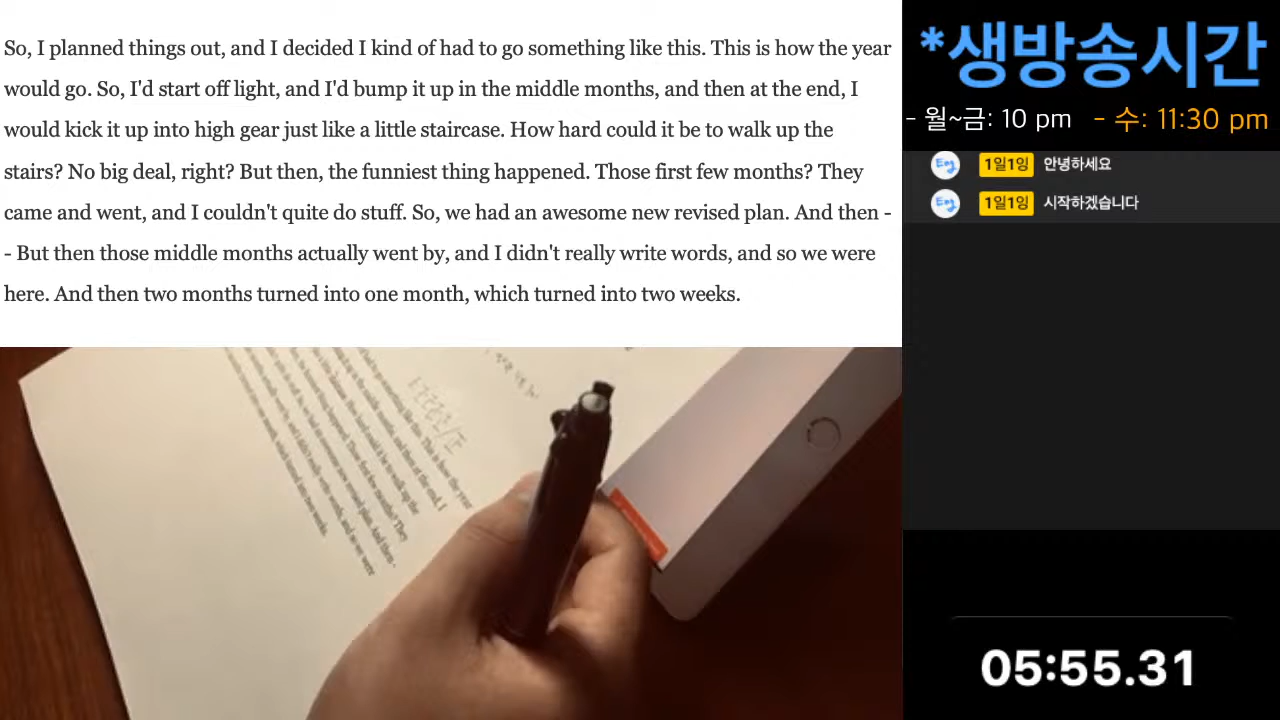 So, I planned things out, and I decided I kind of had to go something like this. This is how the year
would go. So, I'd start off light, and I'd bump it up in the middle months, and then at the end, I
would kick it up into high gear just like a little staircase. How hard could it be to walk up the
stairs? No big deal, right? But then, the funniest thing happened. Those first few months? They
came and went, and I couldn't quite do stuff. So, we had an awesome new revised plan. And then -
- But then those middle months actually went by, and I didn't really write words, and so we were
here. And then two months turned into one month, which turned into two weeks.
*생방송시간
- 월~금: 10 pm - 수: 11:30 pm
1일1잉 안녕하세요
1일1잉 시작하겠습니다
05:55.31